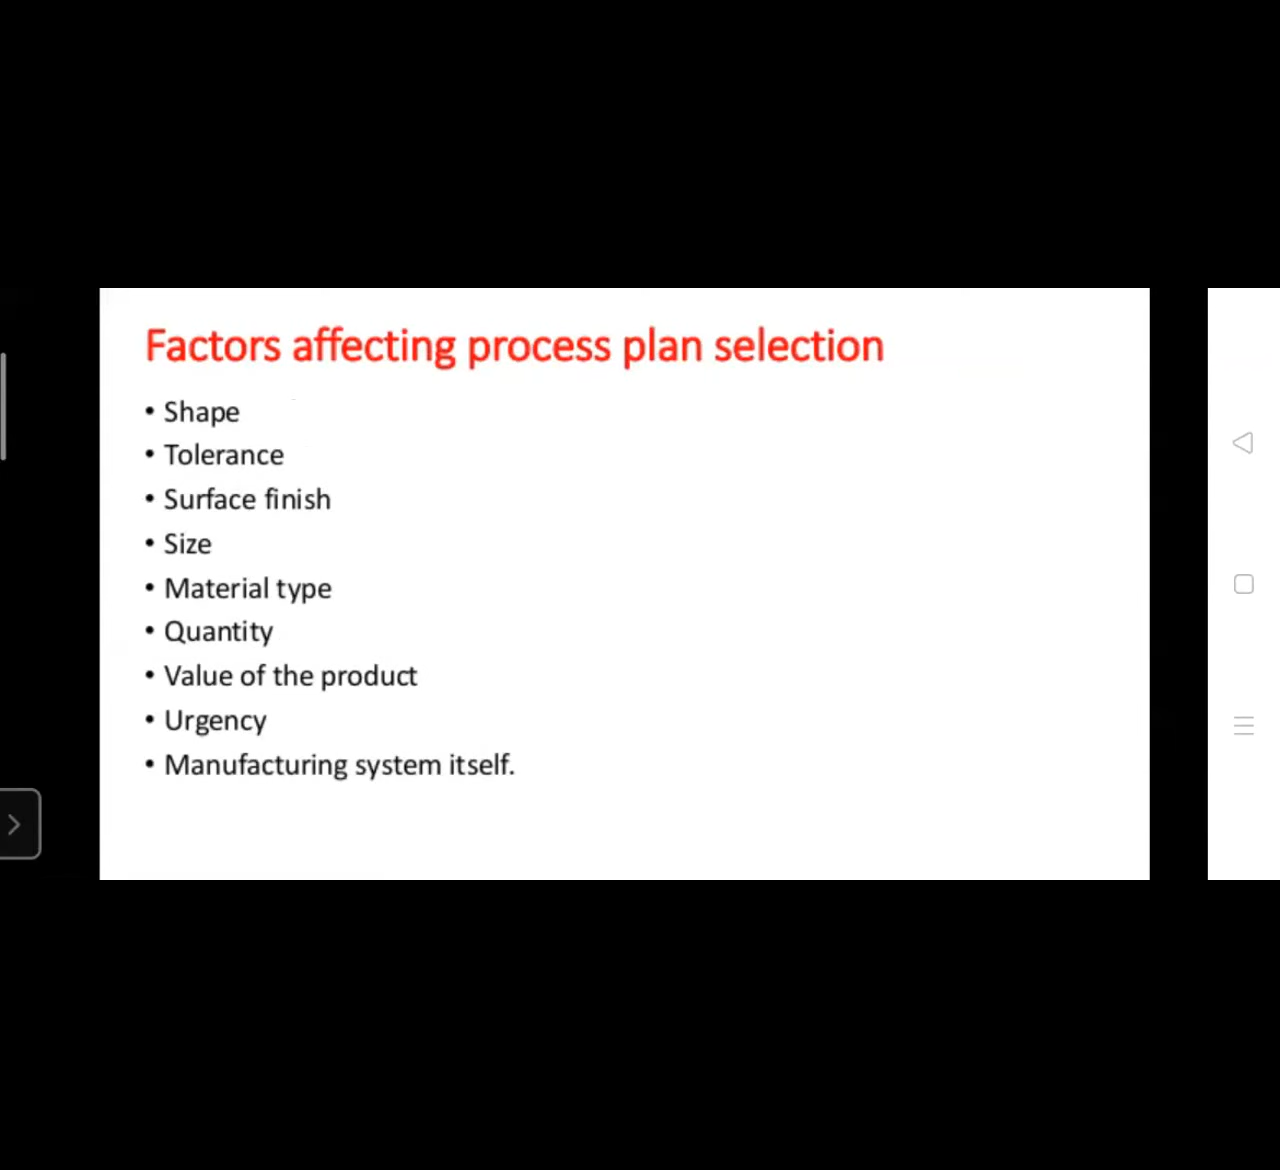 Factors affecting process plan selection
• Shape
• Tolerance
• Surface finish
• Size
• Material type
• Quantity
• Value of the product
• Urgency
• Manufacturing system itself.